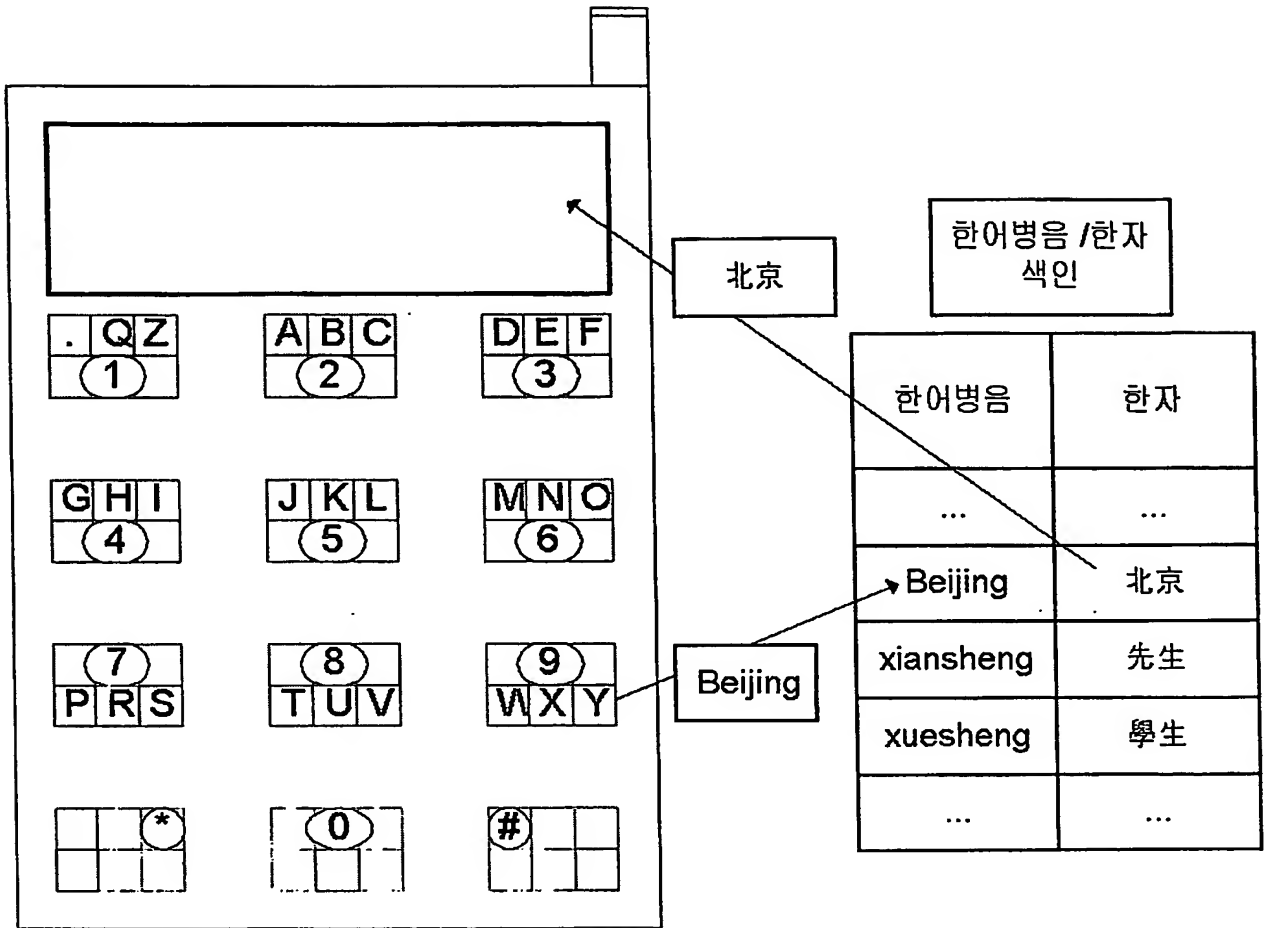 . Q Z
1
A B C
2
D E F
3
G H I
4
J K L
5
M N O
6
7
P R S
8
T U V
9
W X Y
*
0
#
北京
Beijing
한어병음 /한자
색인
한어병음 한자
... ...
Beijing 北京
xiansheng 先生
xuesheng 學生
... ...